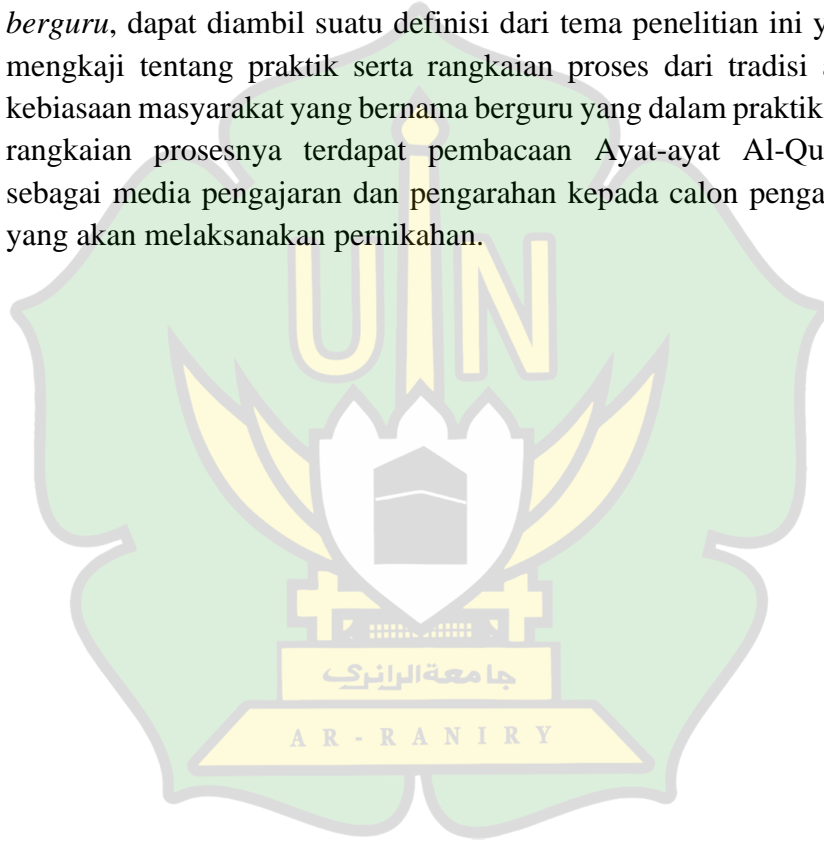 berguru, dapat diambil suatu definisi dari tema penelitian ini y
mengkaji tentang praktik serta rangkaian proses dari tradisi a
kebiasaan masyarakat yang bernama berguru yang dalam praktik
rangkaian prosesnya terdapat pembacaan Ayat-ayat Al-Qu
sebagai media pengajaran dan pengarahan kepada calon penga
yang akan melaksanakan pernikahan.
UIN
جامعةالرانرك
AR-RANIRY